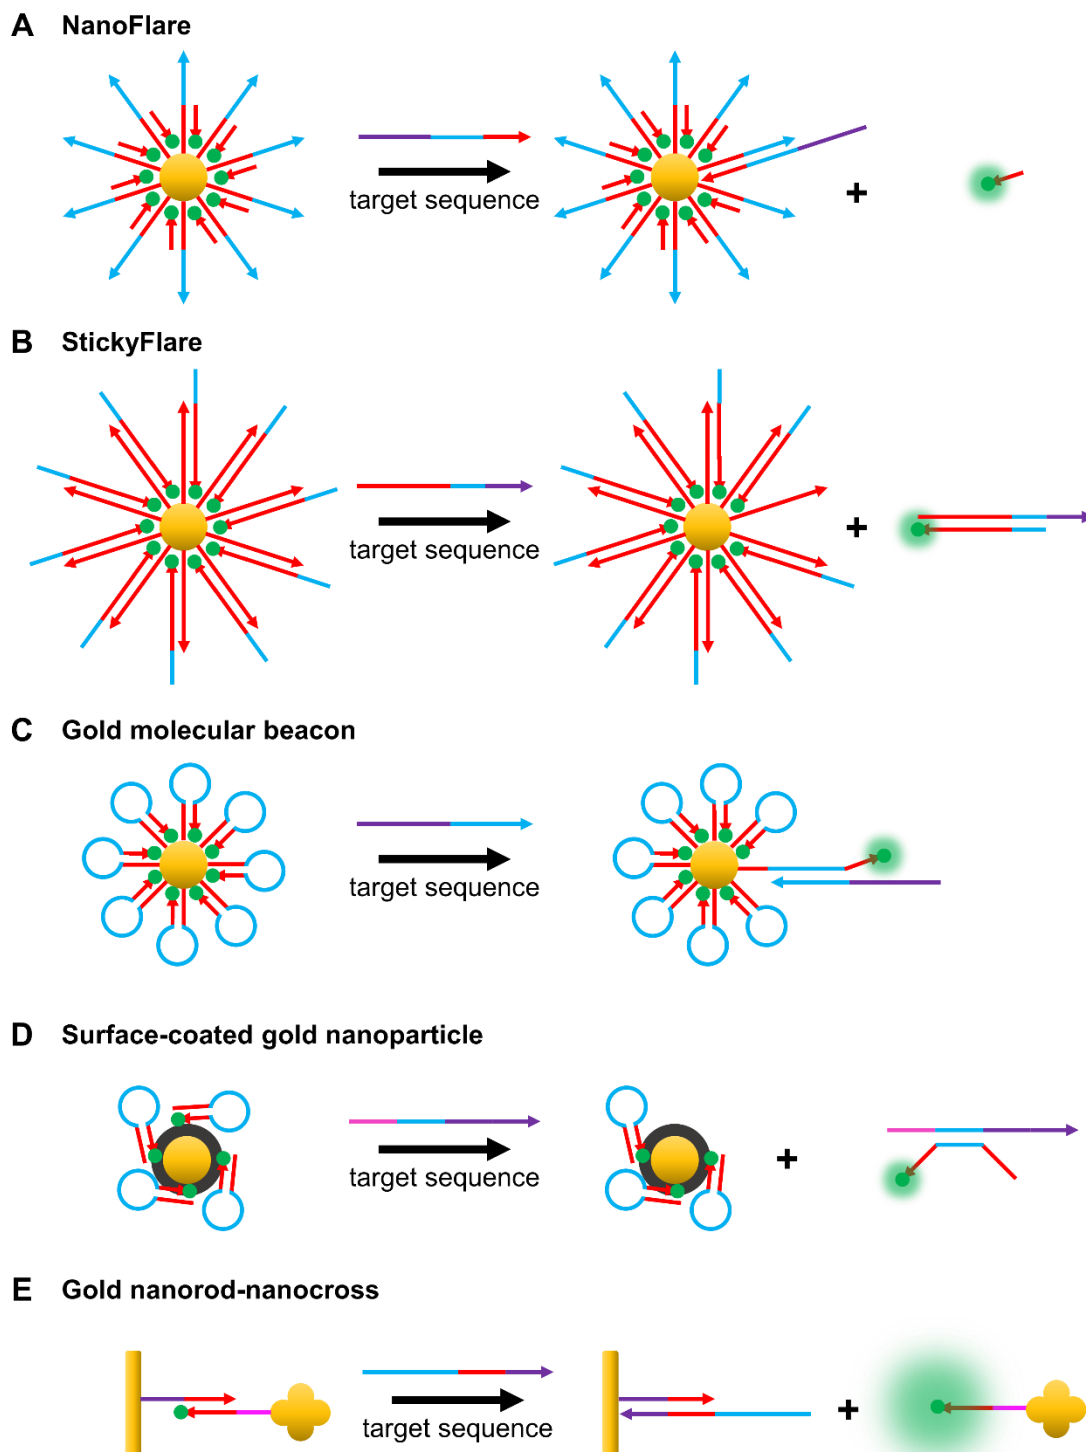 A NanoFlare
target sequence
+
B StickyFlare
target sequence
+
C Gold molecular beacon
target sequence
D Surface-coated gold nanoparticle
target sequence
+
E Gold nanorod-nanocross
target sequence
+